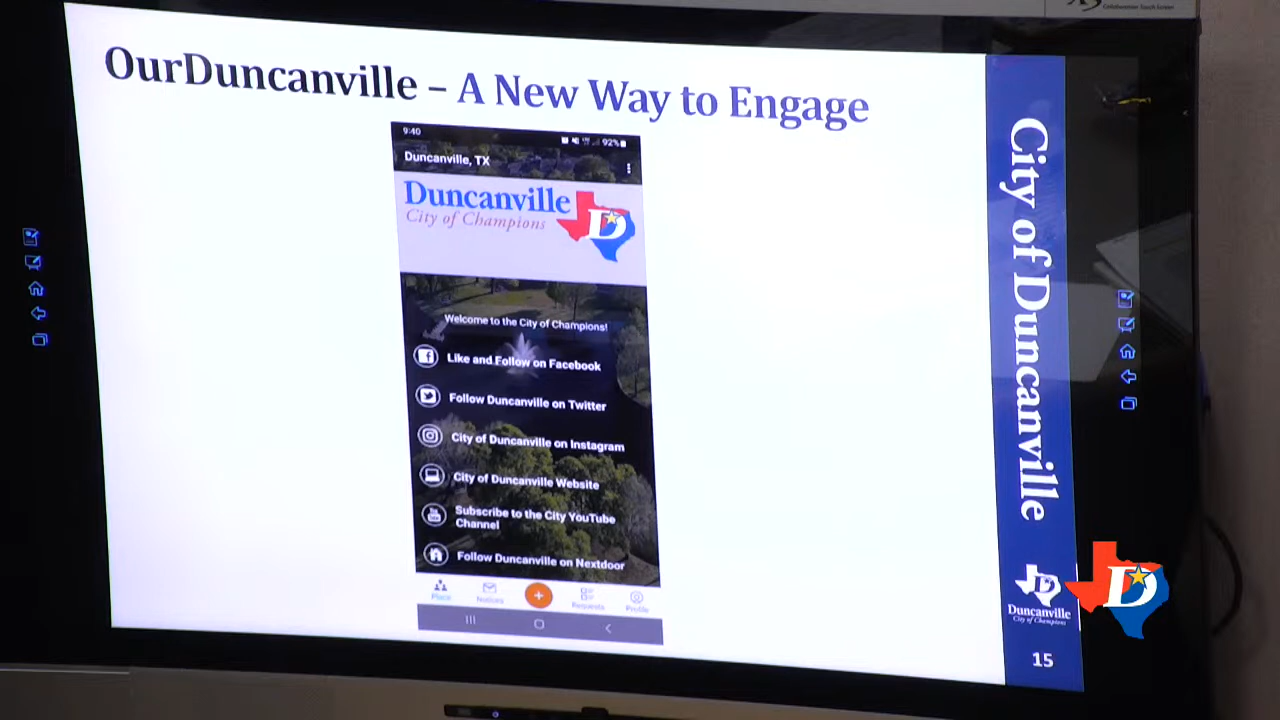 Collaboration Touch Screen
OurDuncanville – A New Way to Engage
9:40
92%
Duncanville, TX
Duncanville
City of Champions
D
Welcome to the City of Champions!
Like and Follow on Facebook
Follow Duncanville on Twitter
City of Duncanville on Instagram
City of Duncanville Website
Subscribe to the City YouTube
Channel
Follow Duncanville on Nextdoor
Place
Notices
Requests
Profile
City of Duncanville
D
Duncanville
City of Champions
15
D